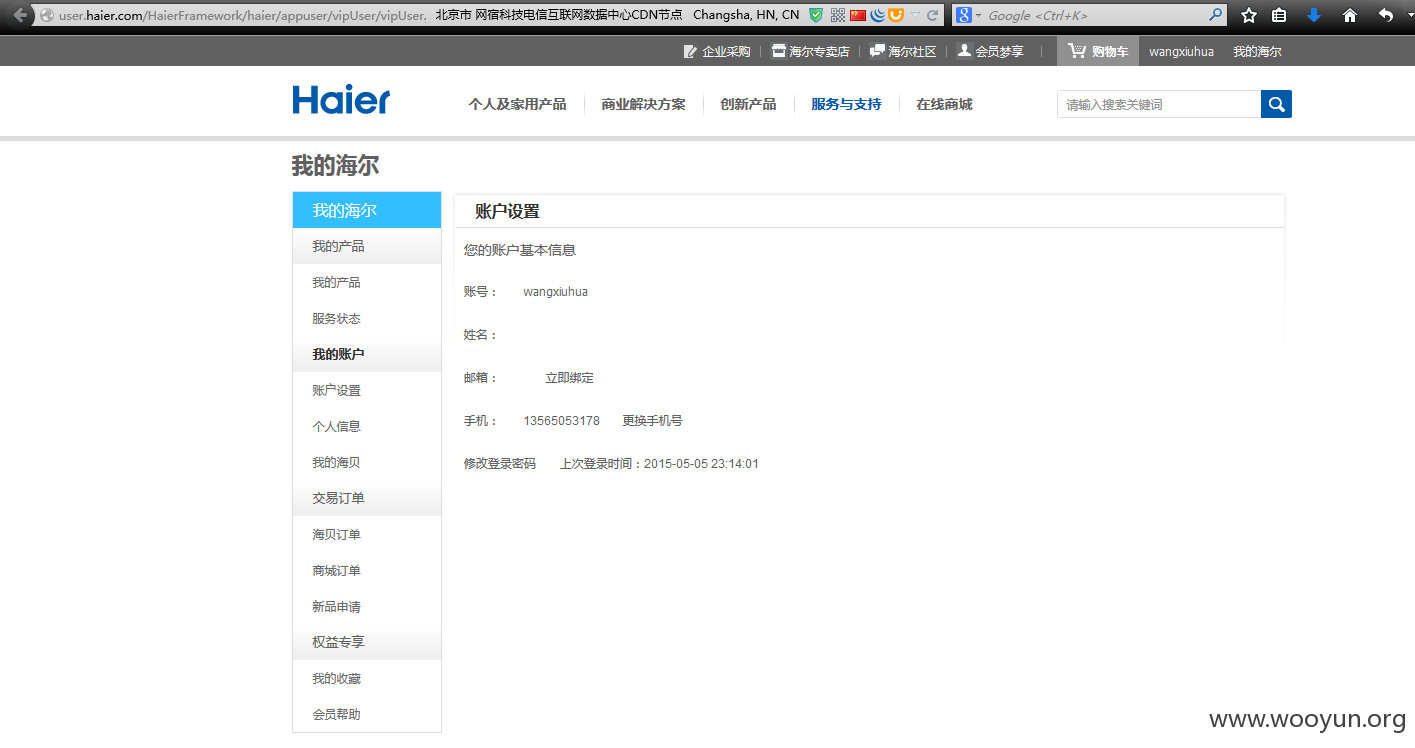 user.haier.com/HaierFramework/haier/appuser/vipUser/vipUser. 北京市 网宿科技电信互联网数据中心CDN节点 Changsha, HN, CN Google <Ctrl+K>
企业采购 海尔专卖店 海尔社区 会员梦享 购物车 wangxiuhua 我的海尔
Haier 个人及家用产品 商业解决方案 创新产品 服务与支持 在线商城 请输入搜索关键词
我的海尔
我的海尔
我的产品
我的产品
服务状态
我的账户
账户设置
个人信息
我的海贝
交易订单
海贝订单
商城订单
新品申请
权益专享
我的收藏
会员帮助
账户设置
您的账户基本信息
账号： wangxiuhua
姓名：
邮箱： 立即绑定
手机： 13565053178 更换手机号
修改登录密码 上次登录时间：2015-05-05 23:14:01
www.wooyun.org